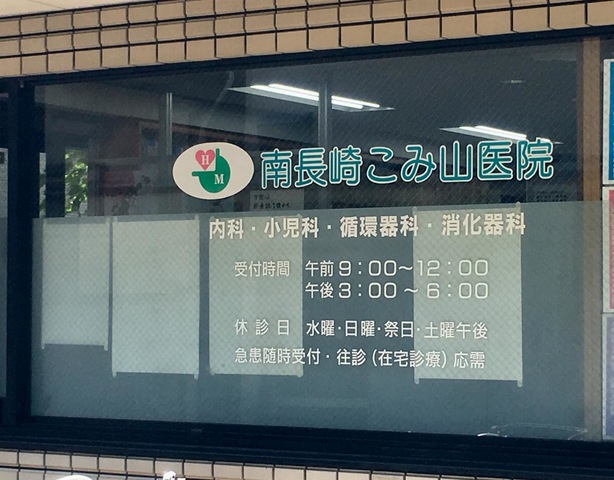 H
M
南長崎こみ山医院
内科・小児科・循環器科・消化器科
受付時間 午前 9：00～12：00
午後 3：00～6：00
休診日 水曜・日曜・祭日・土曜午後
急患随時受付・往診（在宅診療）応需